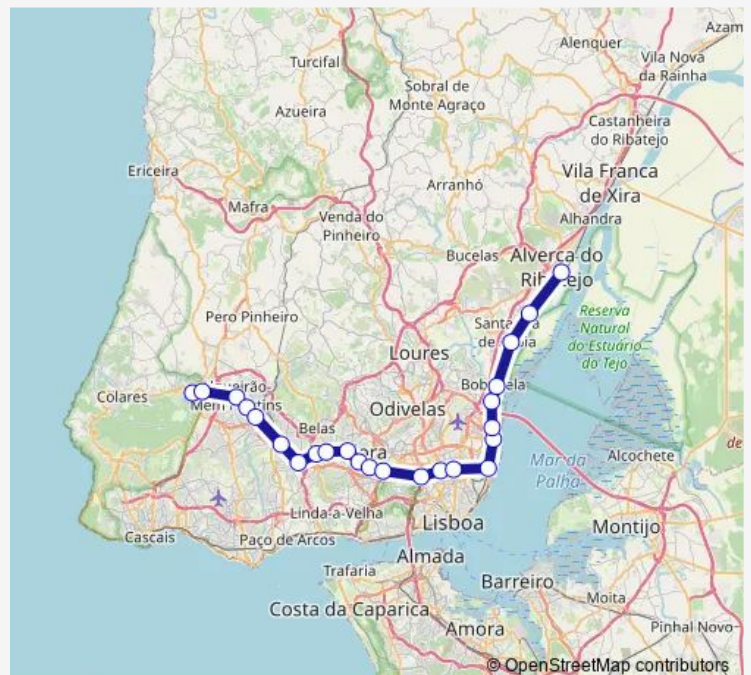 Azam
Alenquer
Turcifal
Vila Nova
da Rainha
Sobral de
Monte Agraço
Azueira
Castanheira
do Ribatejo
Ericeira
Vila Franca
de Xira
Arranhó
Mafra
Venda do
Pinheiro
Alhandra
Bucelas
Alverca do
Reserva
Natural
do Estuário
do Tejo
Pero Pinheiro
Loures
Colares
Odivelas
Belas
Alcochete
de
Mar da
Palha
Linda-a-Velha
Lisboa
Montijo
Cascais
Paço de Arcos
Almada
Trafaria
Barreiro
Moita
Costa da Caparica
Amora
Pinhal Novo
© OpenStreetMap contributors